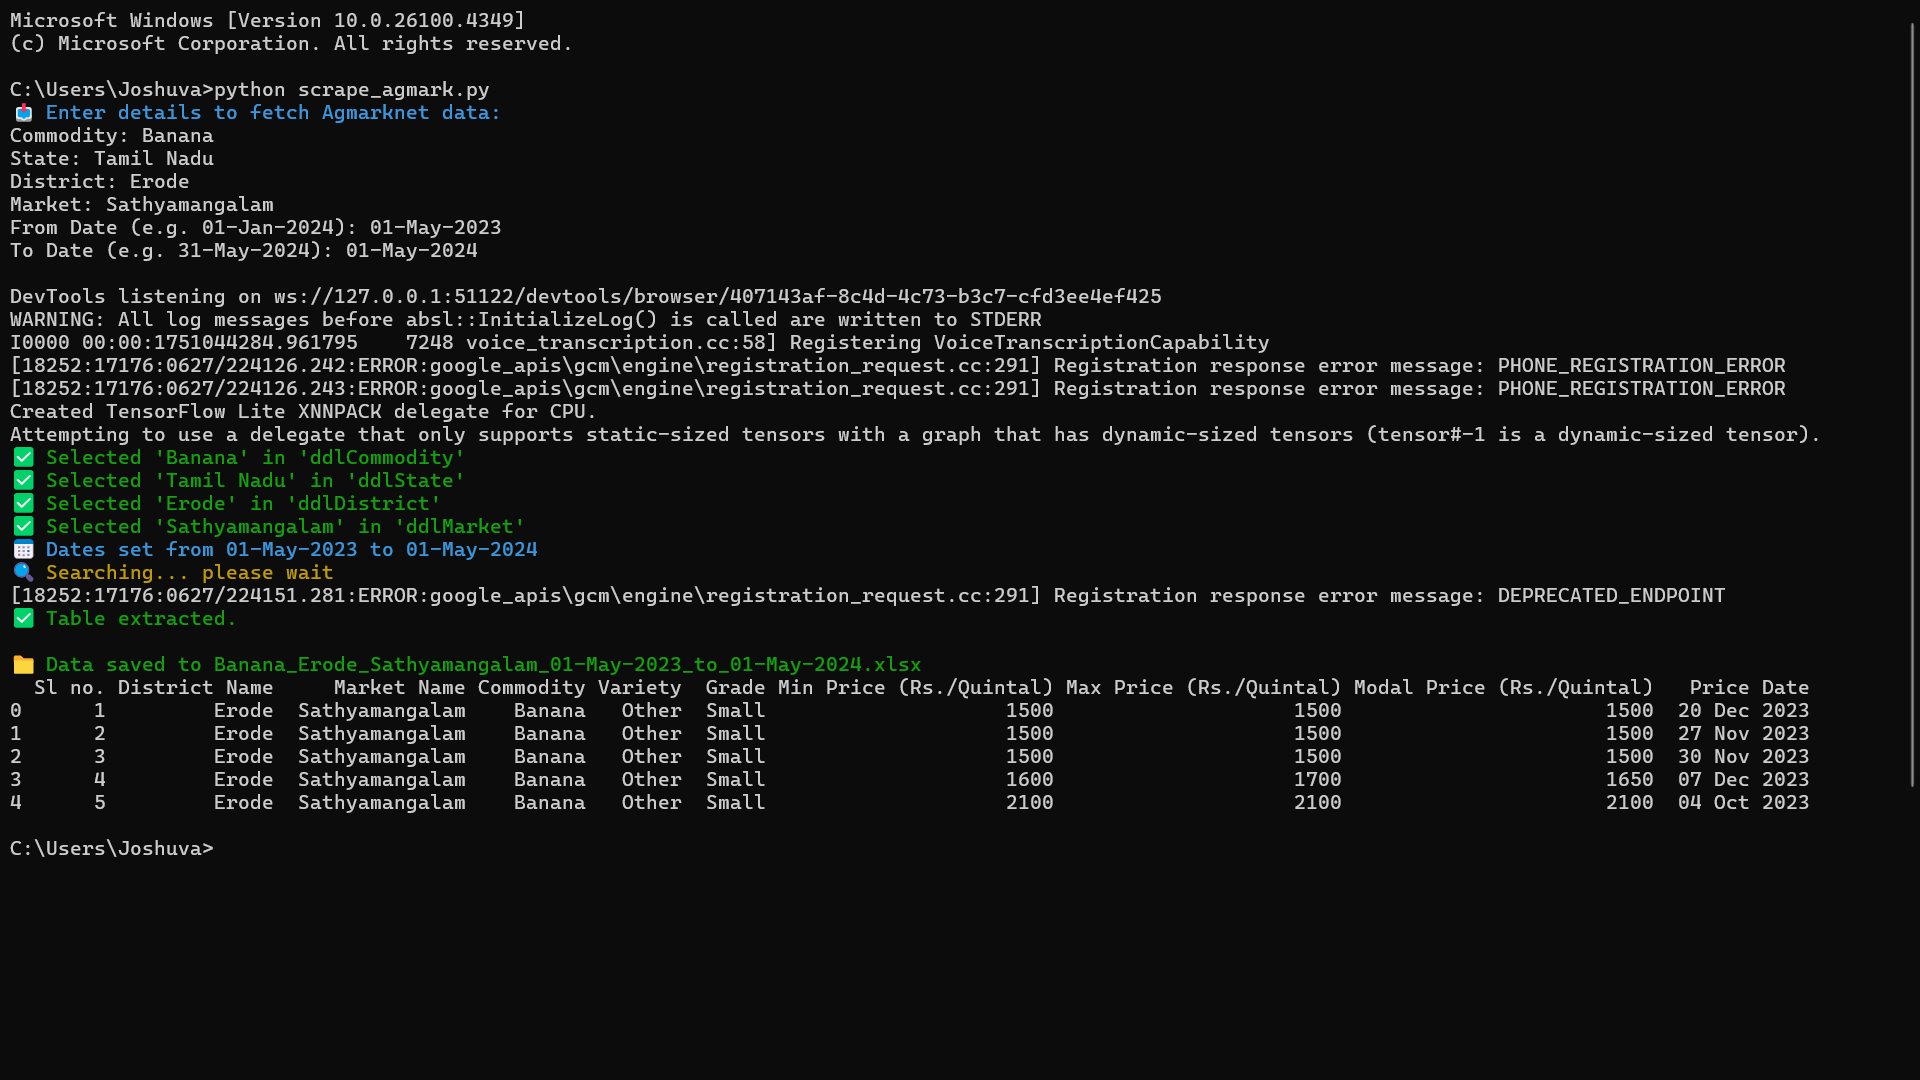 Microsoft Windows [Version 10.0.26100.4349]
(c) Microsoft Corporation. All rights reserved.

C:\Users\Joshuva>python scrape_agmark.py
📥 Enter details to fetch Agmarknet data:
Commodity: Banana
State: Tamil Nadu
District: Erode
Market: Sathyamangalam
From Date (e.g. 01-Jan-2024): 01-May-2023
To Date (e.g. 31-May-2024): 01-May-2024

DevTools listening on ws://127.0.0.1:51122/devtools/browser/407143af-8c4d-4c73-b3c7-cfd3ee4ef425
WARNING: All log messages before absl::InitializeLog() is called are written to STDERR
I0000 00:00:1751044284.961795    7248 voice_transcription.cc:58] Registering VoiceTranscriptionCapability
[18252:17176:0627/224126.242:ERROR:google_apis\gcm\engine\registration_request.cc:291] Registration response error message: PHONE_REGISTRATION_ERROR
[18252:17176:0627/224126.243:ERROR:google_apis\gcm\engine\registration_request.cc:291] Registration response error message: PHONE_REGISTRATION_ERROR
Created TensorFlow Lite XNNPACK delegate for CPU.
Attempting to use a delegate that only supports static-sized tensors with a graph that has dynamic-sized tensors (tensor#-1 is a dynamic-sized tensor).
✅ Selected 'Banana' in 'ddlCommodity'
✅ Selected 'Tamil Nadu' in 'ddlState'
✅ Selected 'Erode' in 'ddlDistrict'
✅ Selected 'Sathyamangalam' in 'ddlMarket'
📅 Dates set from 01-May-2023 to 01-May-2024
🔍 Searching... please wait
[18252:17176:0627/224151.281:ERROR:google_apis\gcm\engine\registration_request.cc:291] Registration response error message: DEPRECATED_ENDPOINT
✅ Table extracted.

📁 Data saved to Banana_Erode_Sathyamangalam_01-May-2023_to_01-May-2024.xlsx
  Sl no. District Name     Market Name Commodity Variety  Grade Min Price (Rs./Quintal) Max Price (Rs./Quintal) Modal Price (Rs./Quintal)   Price Date
0      1         Erode  Sathyamangalam    Banana   Other  Small                    1500                    1500                      1500  20 Dec 2023
1      2         Erode  Sathyamangalam    Banana   Other  Small                    1500                    1500                      1500  27 Nov 2023
2      3         Erode  Sathyamangalam    Banana   Other  Small                    1500                    1500                      1500  30 Nov 2023
3      4         Erode  Sathyamangalam    Banana   Other  Small                    1600                    1700                      1650  07 Dec 2023
4      5         Erode  Sathyamangalam    Banana   Other  Small                    2100                    2100                      2100  04 Oct 2023

C:\Users\Joshuva>